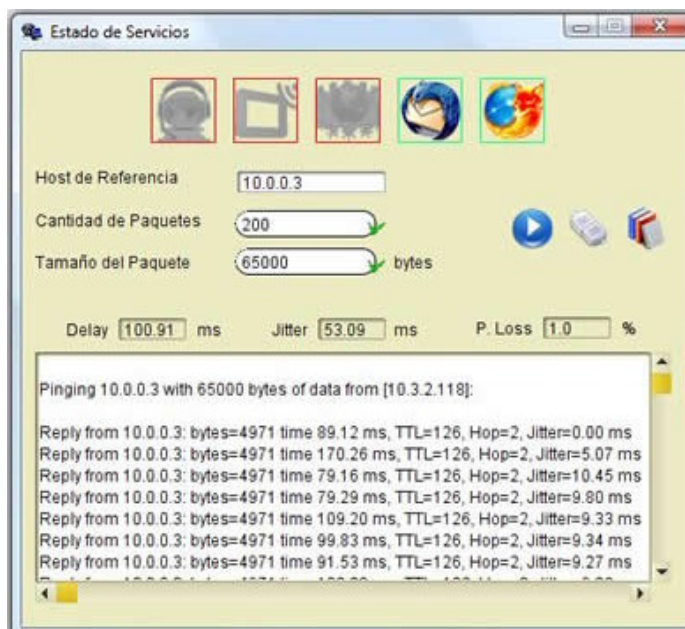 Estado de Servicios
Host de Referencia 10.0.0.3
Cantidad de Paquetes 200
Tamaño del Paquete 65000 bytes
Delay 100.91 ms Jitter 53.09 ms P. Loss 1.0 %
Pinging 10.0.0.3 with 65000 bytes of data from [10.3.2.118]:
Reply from 10.0.0.3: bytes=4971 time 89.12 ms, TTL=126, Hop=2, Jitter=0.00 ms
Reply from 10.0.0.3: bytes=4971 time 170.26 ms, TTL=126, Hop=2, Jitter=5.07 ms
Reply from 10.0.0.3: bytes=4971 time 79.16 ms, TTL=126, Hop=2, Jitter=10.45 ms
Reply from 10.0.0.3: bytes=4971 time 79.29 ms, TTL=126, Hop=2, Jitter=9.80 ms
Reply from 10.0.0.3: bytes=4971 time 109.20 ms, TTL=126, Hop=2, Jitter=9.33 ms
Reply from 10.0.0.3: bytes=4971 time 99.83 ms, TTL=126, Hop=2, Jitter=9.34 ms
Reply from 10.0.0.3: bytes=4971 time 91.53 ms, TTL=126, Hop=2, Jitter=9.27 ms